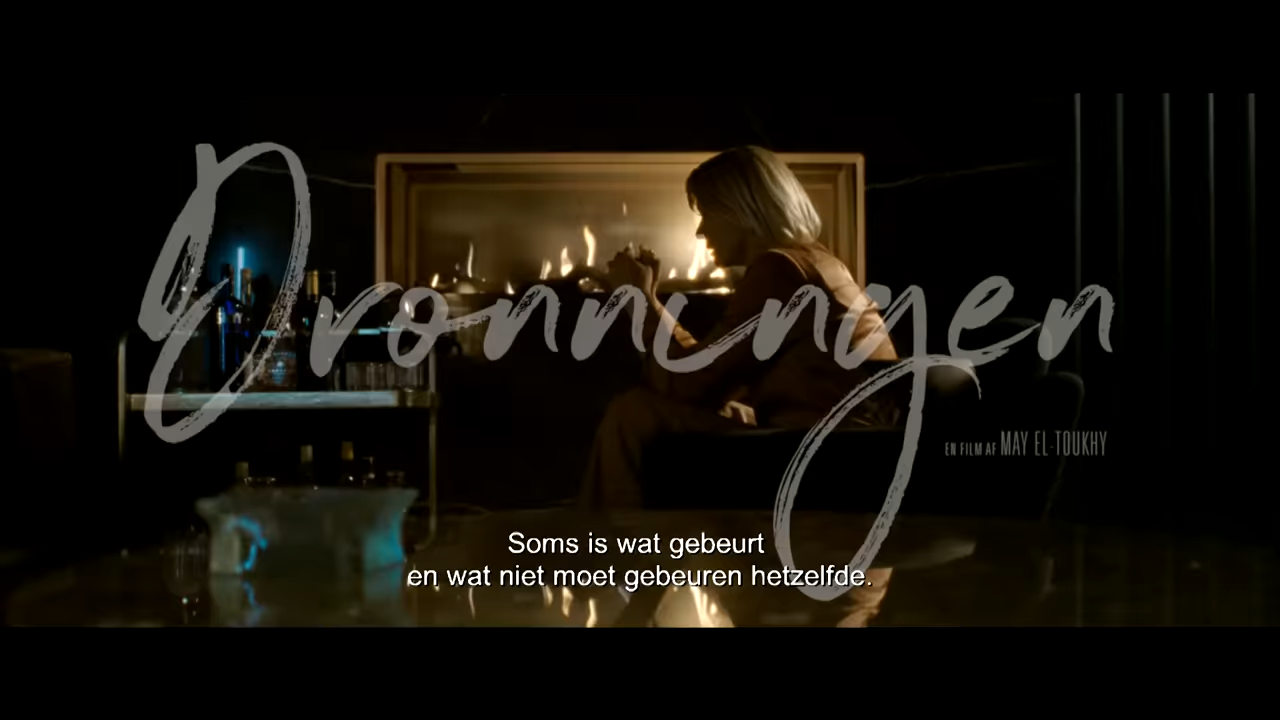 Dronningen
EN FILM AF MAY EL-TOUKHY
Soms is wat gebeurt
en wat niet moet gebeuren hetzelfde.